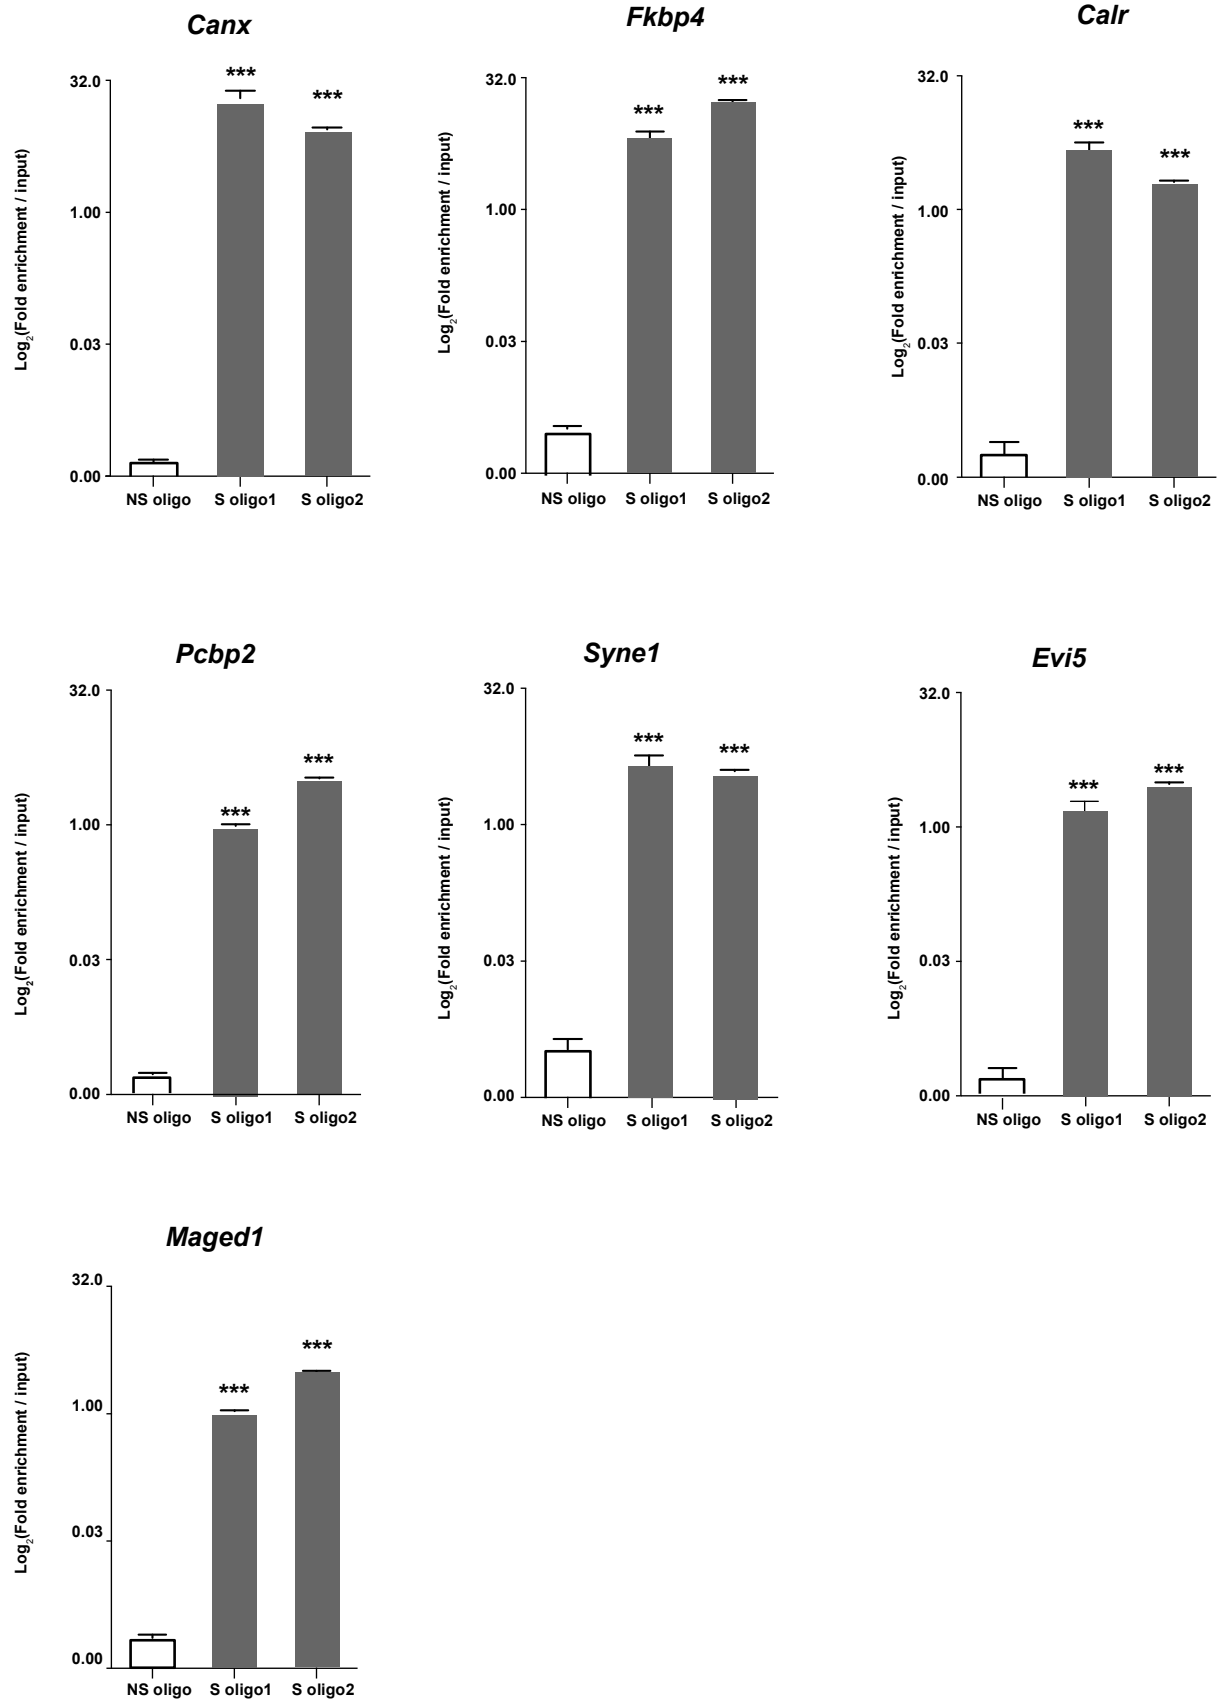 Canx
Log2(Fold enrichment / input)
32.0
1.00
0.03
0.00
***
***
NS oligo
S oligo1
S oligo2
Fkbp4
Log2(Fold enrichment / input)
32.0
1.00
0.03
0.00
***
***
NS oligo
S oligo1
S oligo2
Calr
Log2(Fold enrichment / input)
32.0
1.00
0.03
0.00
***
***
NS oligo
S oligo1
S oligo2
Pcbp2
Log2(Fold enrichment / input)
32.0
1.00
0.03
0.00
***
***
NS oligo
S oligo1
S oligo2
Syne1
Log2(Fold enrichment / input)
32.0
1.00
0.03
0.00
***
***
NS oligo
S oligo1
S oligo2
Evi5
Log2(Fold enrichment / input)
32.0
1.00
0.03
0.00
***
***
NS oligo
S oligo1
S oligo2
Maged1
Log2(Fold enrichment / input)
32.0
1.00
0.03
0.00
***
***
NS oligo
S oligo1
S oligo2